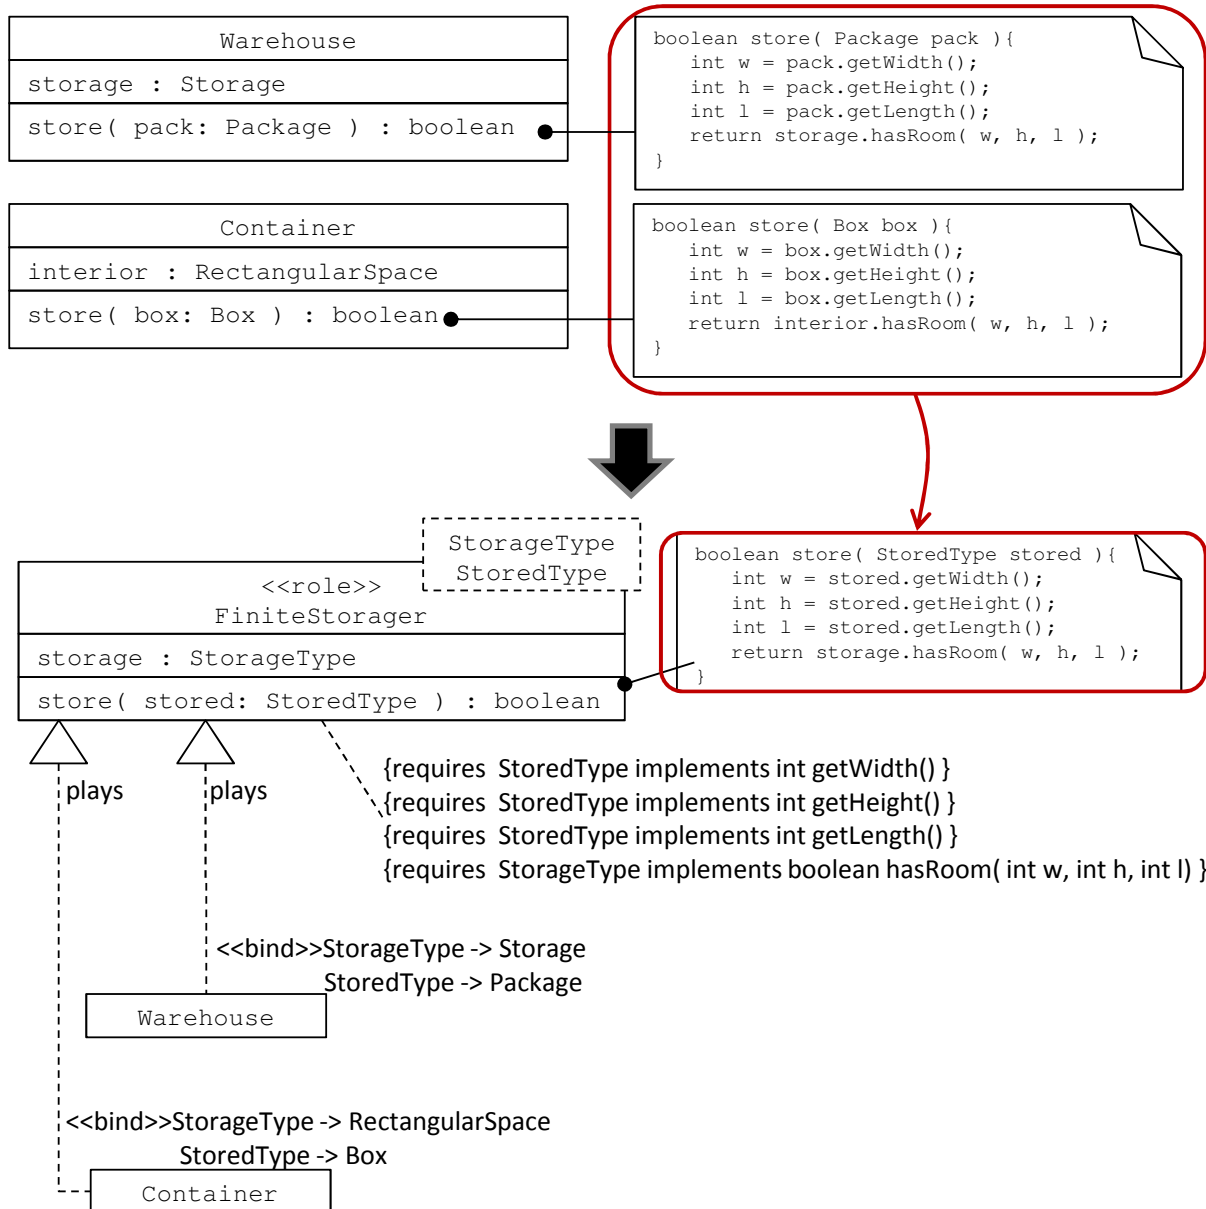 Warehouse
storage : Storage
store( pack: Package ) : boolean
boolean store( Package pack ){
int w = pack.getWidth();
int h = pack.getHeight();
int l = pack.getLength();
return storage.hasRoom( w, h, l );
}
Container
interior : RectangularSpace
store( box: Box ) : boolean
boolean store( Box box ){
int w = box.getWidth();
int h = box.getHeight();
int l = box.getLength();
return interior.hasRoom( w, h, l );
}
StorageType
StoredType
<<role>>
FiniteStorager
storage : StorageType
store( stored: StoredType ) : boolean
boolean store( StoredType stored ){
int w = stored.getWidth();
int h = stored.getHeight();
int l = stored.getLength();
return storage.hasRoom( w, h, l );
}
plays
plays
{requires StoredType implements int getWidth() }
{requires StoredType implements int getHeight() }
{requires StoredType implements int getLength() }
{requires StorageType implements boolean hasRoom( int w, int h, int l) }
<<bind>>StorageType -> Storage
StoredType -> Package
Warehouse
<<bind>>StorageType -> RectangularSpace
StoredType -> Box
Container